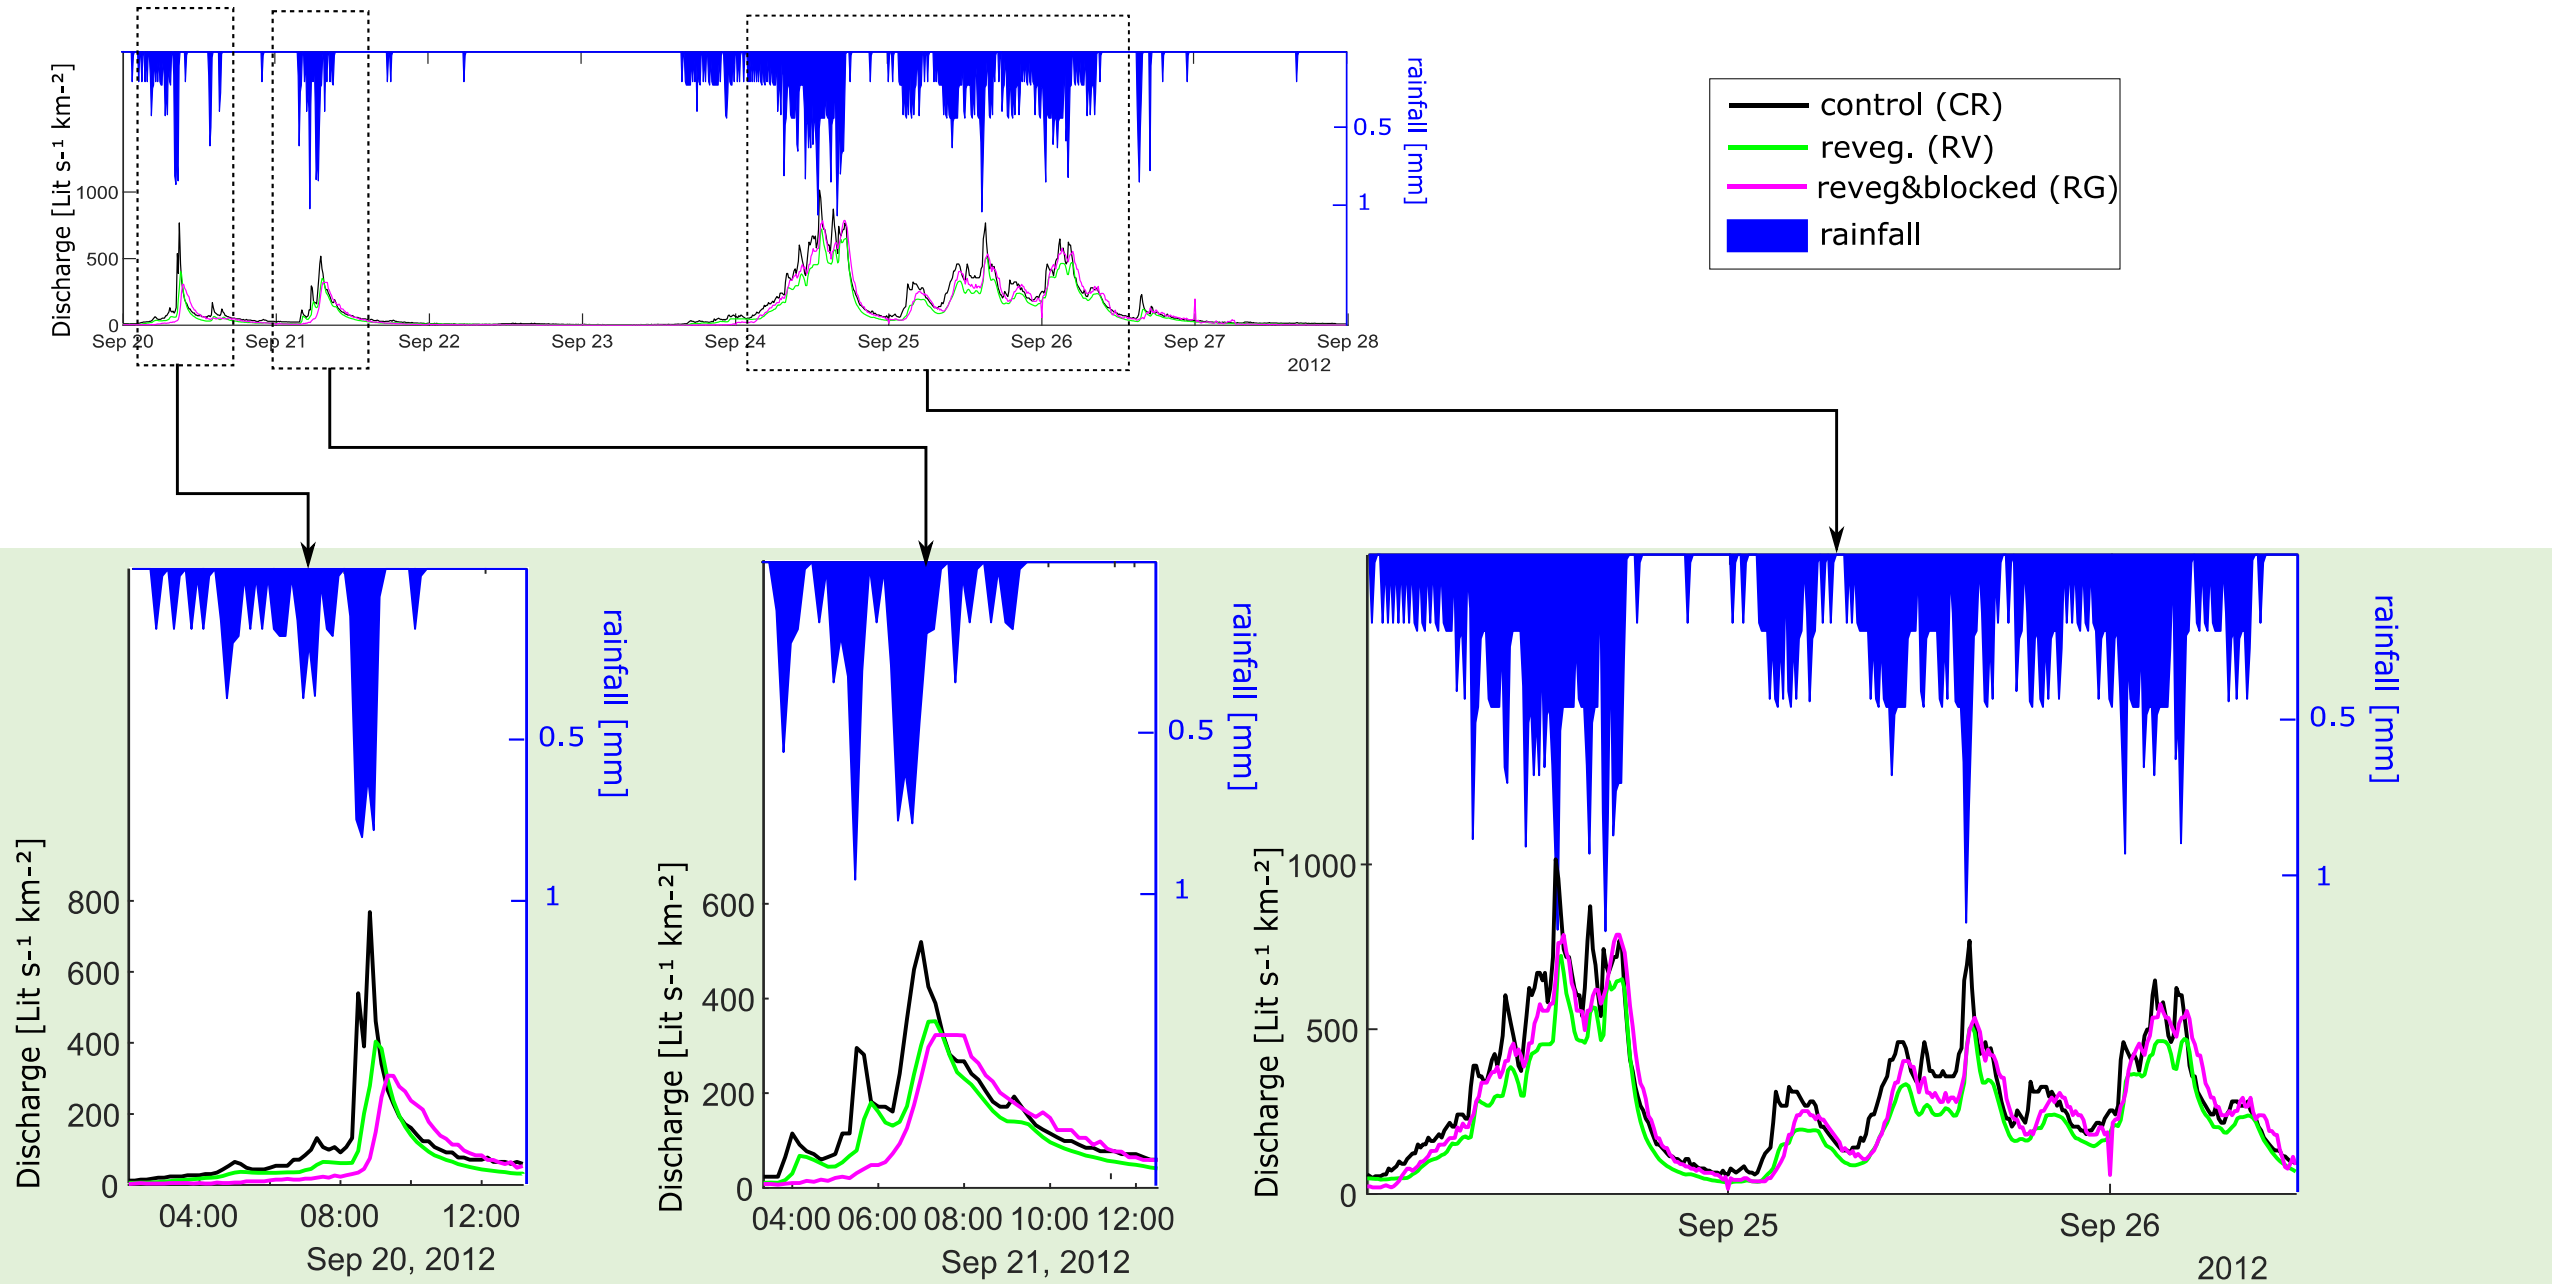 Discharge [Lit s-¹ km-²]
1000
500
0
0.5
1
rainfall [mm]
Sep 20
Sep 21
Sep 22
Sep 23
Sep 24
Sep 25
Sep 26
Sep 27
Sep 28
2012
control (CR)
reveg. (RV)
reveg&blocked (RG)
rainfall
Discharge [Lit s-¹ km-²]
800
600
400
200
0
0.5
1
rainfall [mm]
04:00 08:00 12:00
Sep 20, 2012
Discharge [Lit s-¹ km-²]
600
400
200
0
0.5
1
rainfall [mm]
04:00 06:00 08:00 10:00 12:00
Sep 21, 2012
Discharge [Lit s-¹ km-²]
1000
500
0
0.5
1
rainfall [mm]
Sep 25 Sep 26
2012